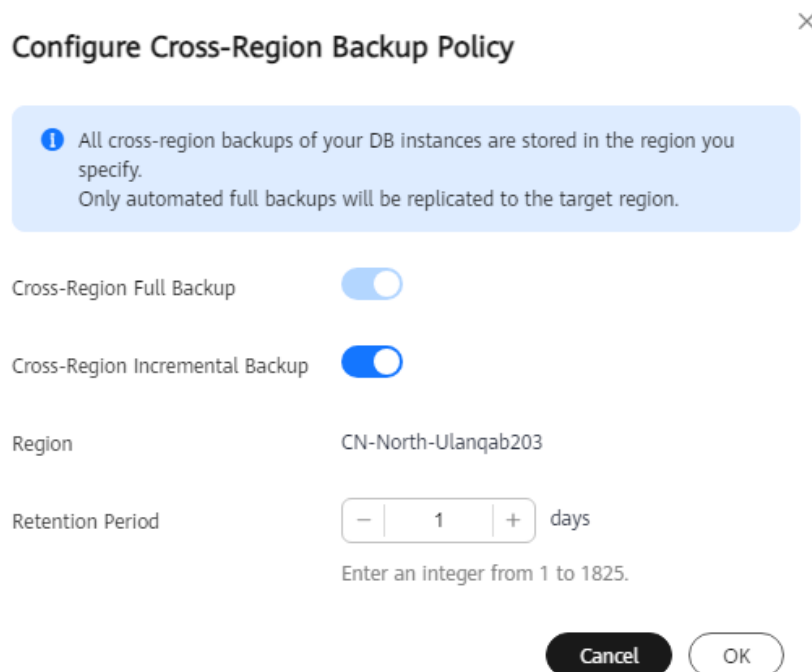 Configure Cross-Region Backup Policy
All cross-region backups of your DB instances are stored in the region you
specify.
Only automated full backups will be replicated to the target region.
Cross-Region Full Backup
Cross-Region Incremental Backup
Region
CN-North-Ulanqab203
Retention Period
− 1 + days
Enter an integer from 1 to 1825.
Cancel
OK